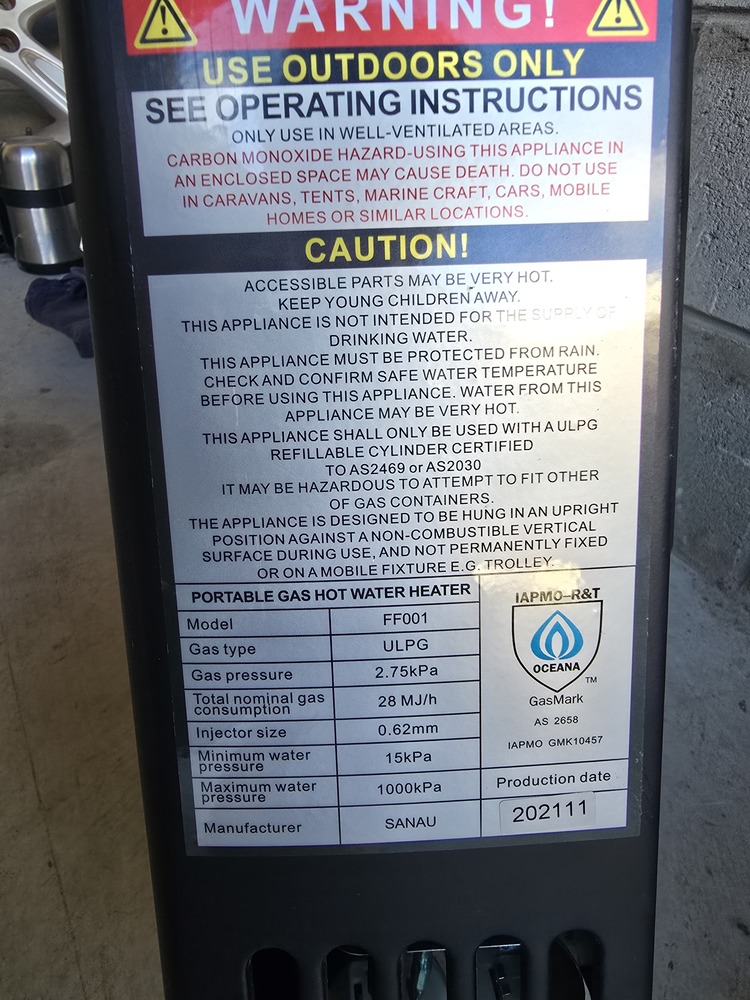 WARNING!
USE OUTDOORS ONLY
SEE OPERATING INSTRUCTIONS
ONLY USE IN WELL-VENTILATED AREAS.
CARBON MONOXIDE HAZARD-USING THIS APPLIANCE IN
AN ENCLOSED SPACE MAY CAUSE DEATH. DO NOT USE
IN CARAVANS, TENTS, MARINE CRAFT, CARS, MOBILE
HOMES OR SIMILAR LOCATIONS.
CAUTION!
ACCESSIBLE PARTS MAY BE VERY HOT.
KEEP YOUNG CHILDREN AWAY.
THIS APPLIANCE IS NOT INTENDED FOR THE SUPPLY OF
DRINKING WATER.
THIS APPLIANCE MUST BE PROTECTED FROM RAIN.
CHECK AND CONFIRM SAFE WATER TEMPERATURE
BEFORE USING THIS APPLIANCE. WATER FROM THIS
APPLIANCE MAY BE VERY HOT.
THIS APPLIANCE SHALL ONLY BE USED WITH A ULPG
REFILLABLE CYLINDER CERTIFIED
TO AS2469 or AS2030
IT MAY BE HAZARDOUS TO ATTEMPT TO FIT OTHER
OF GAS CONTAINERS.
THE APPLIANCE IS DESIGNED TO BE HUNG IN AN UPRIGHT
POSITION AGAINST A NON-COMBUSTIBLE VERTICAL
SURFACE DURING USE, AND NOT PERMANENTLY FIXED
OR ON A MOBILE FIXTURE E.G. TROLLEY.
PORTABLE GAS HOT WATER HEATER
Model FF001
Gas type ULPG
Gas pressure 2.75kPa
Total nominal gas
consumption 28 MJ/h
Injector size 0.62mm
Minimum water
pressure 15kPa
Maximum water
pressure 1000kPa
Manufacturer SANAU
IAPMO-R&T
OCEANA
TM
GasMark
AS 2658
IAPMO GMK10457
Production date
202111